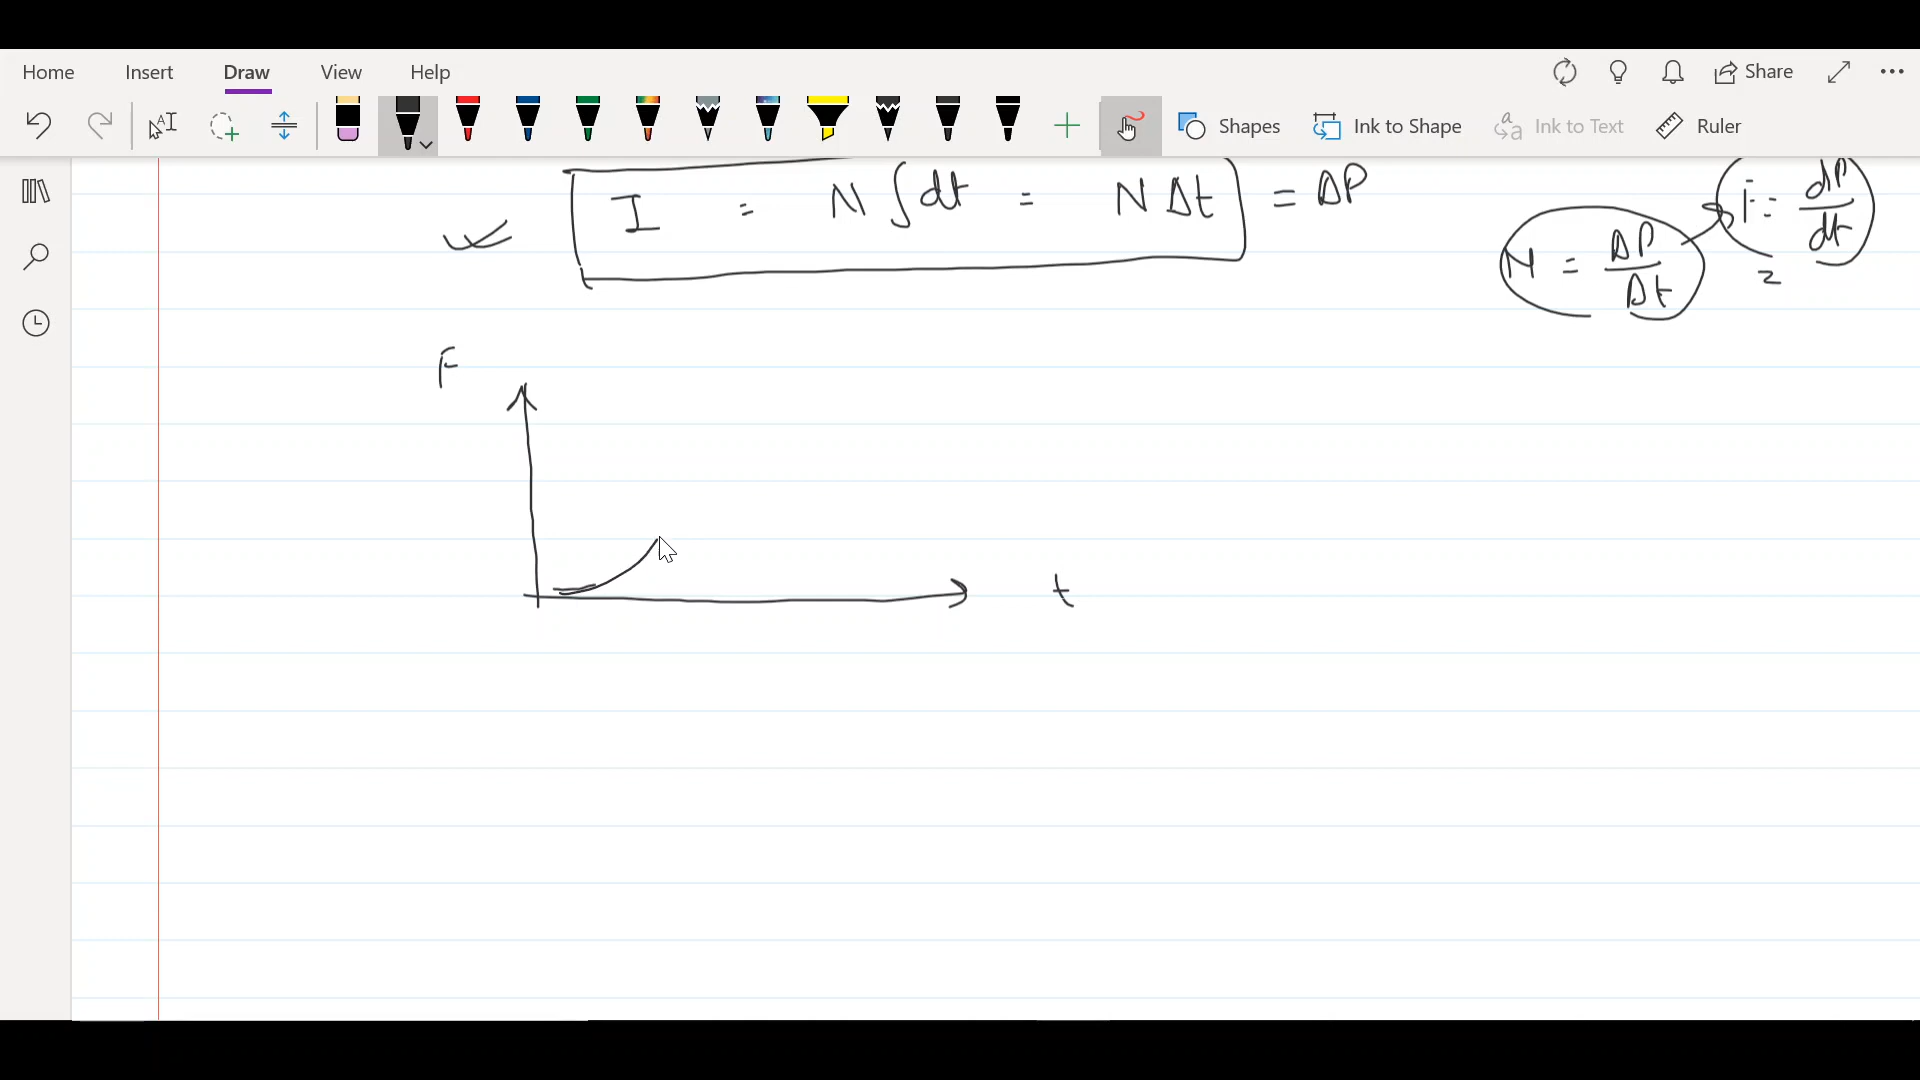 Home Insert Draw View Help Share
Shapes Ink to Shape Ink to Text Ruler
I = N ∫dt = N Δt = ΔP
F = dP/dt
N = ΔP/Δt
F
t